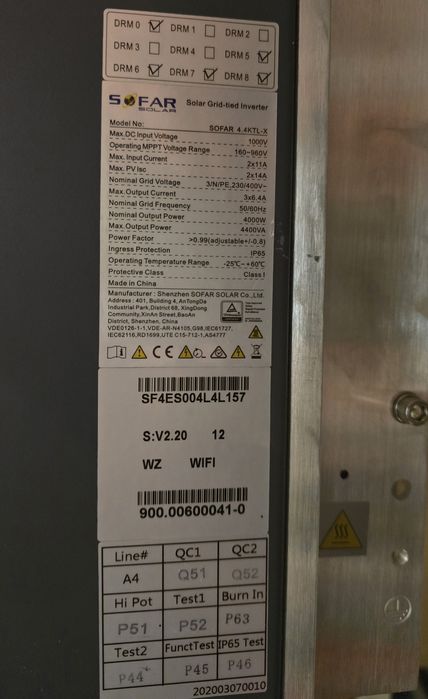 DRM 0 DRM 1 DRM 2
DRM 3 DRM 4 DRM 5
DRM 6 DRM 7 DRM 8
SOFAR SOLAR Solar Grid-tied Inverter
Model No: SOFAR 4.4KTL-X
Max.DC Input Voltage 1000V
Operating MPPT Voltage Range 160~960V
Max. Input Current 2x11A
Max. PV Isc 2x14A
Nominal Grid Voltage 3/N/PE,230/400V~
Max.Output Current 3x6.4A
Nominal Grid Frequency 50/60Hz
Nominal Output Power 4000W
Max.Output Power 4400VA
Power Factor >0.99(adjustable+/-0.8)
Ingress Protection IP65
Operating Temperature Range -25℃~+60℃
Protective Class Class I
Made in China
Manufacturer : Shenzhen SOFAR SOLAR Co.,Ltd.
Address : 401, Building 4, AnTongDa
Industrial Park,District 68, XingDong
Community,XinAn Street,BaoAn
District, Shenzhen, China
VDE0126-1-1,VDE-AR-N4105,G98,IEC61727,
IEC62116,RD1699,UTE C15-712-1,AS4777
CE
SF4ES004L4L157
S:V2.20 12
WZ WIFI
900.00600041-0
Line# QC1 QC2
A4 Q51 Q52
Hi Pot Test1 Burn In
P51 P52 P63
Test2 FunctTest IP65 Test
P44 P45 P46
202003070010